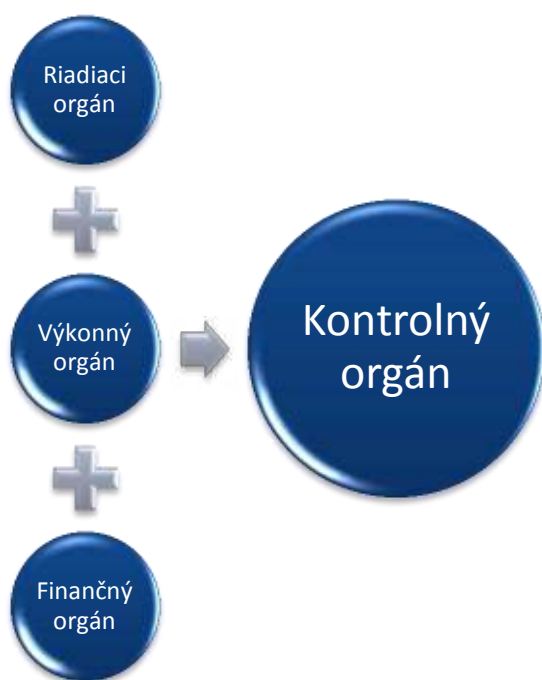 Riadiaci
orgán
Výkonný
orgán
Kontrolný
orgán
Finančný
orgán